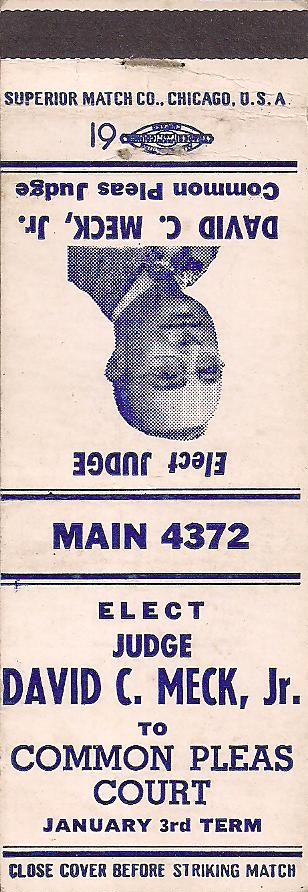 SUPERIOR MATCH CO., CHICAGO, U.S.A.
19
Elect JUDGE
DAVID C. MECK, Jr.
Common Pleas Judge
MAIN 4372
ELECT
JUDGE
DAVID C. MECK, Jr.
TO
COMMON PLEAS
COURT
JANUARY 3rd TERM
CLOSE COVER BEFORE STRIKING MATCH